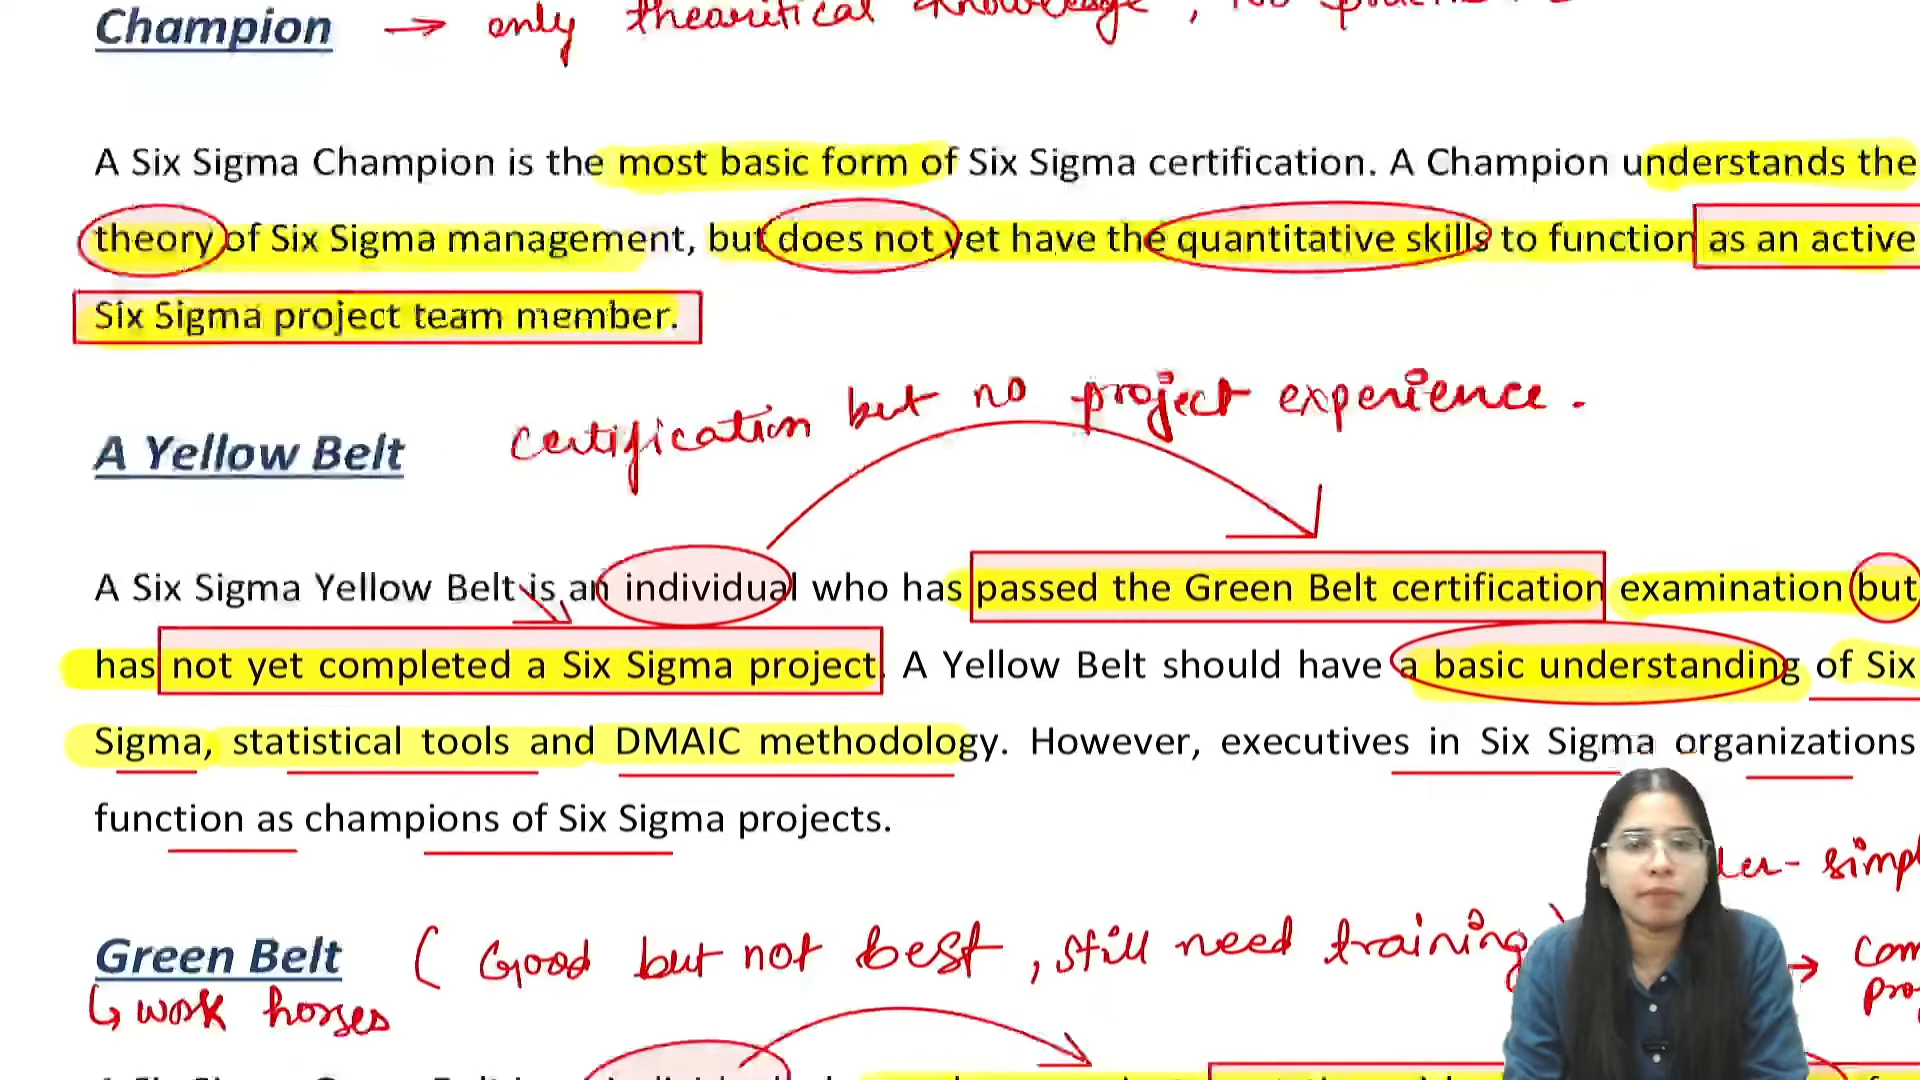 Champion → only thearitical knowledge,
A Six Sigma Champion is the most basic form of Six Sigma certification. A Champion understands the
theory of Six Sigma management, but does not yet have the quantitative skills to function as an active
Six Sigma project team member.
certification but no project experience.
A Yellow Belt
A Six Sigma Yellow Belt is an individual who has passed the Green Belt certification examination but
has not yet completed a Six Sigma project. A Yellow Belt should have a basic understanding of Six
Sigma, statistical tools and DMAIC methodology. However, executives in Six Sigma organizations
function as champions of Six Sigma projects.
Green Belt ( Good but not best, still need training)
↳ work horses